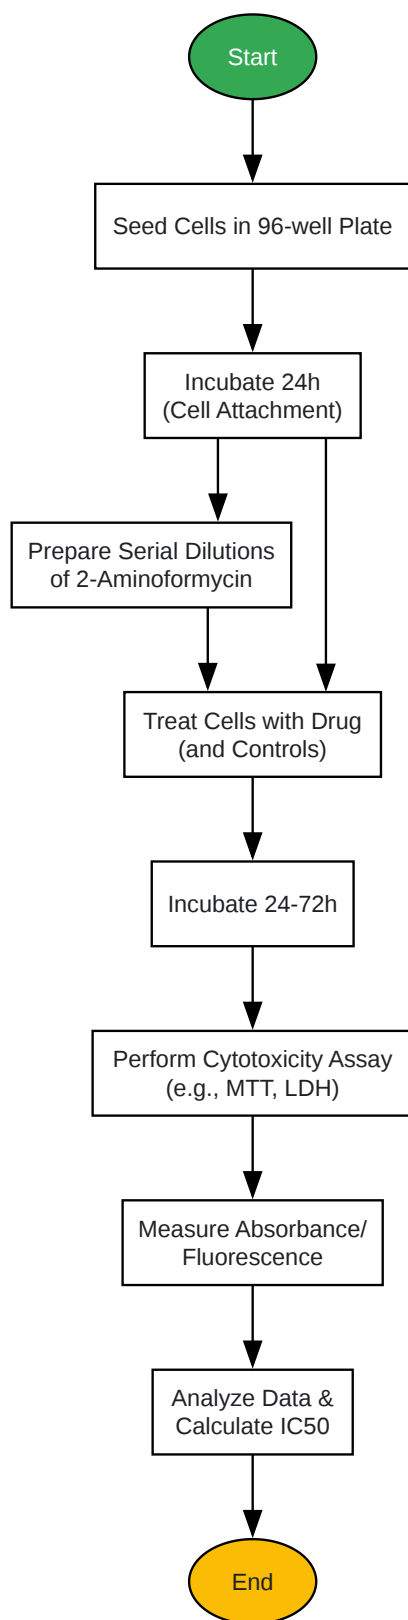 Start
Seed Cells in 96-well Plate
Incubate 24h
(Cell Attachment)
Prepare Serial Dilutions
of 2-Aminoformycin
Treat Cells with Drug
(and Controls)
Incubate 24-72h
Perform Cytotoxicity Assay
(e.g., MTT, LDH)
Measure Absorbance/
Fluorescence
Analyze Data &
Calculate IC50
End